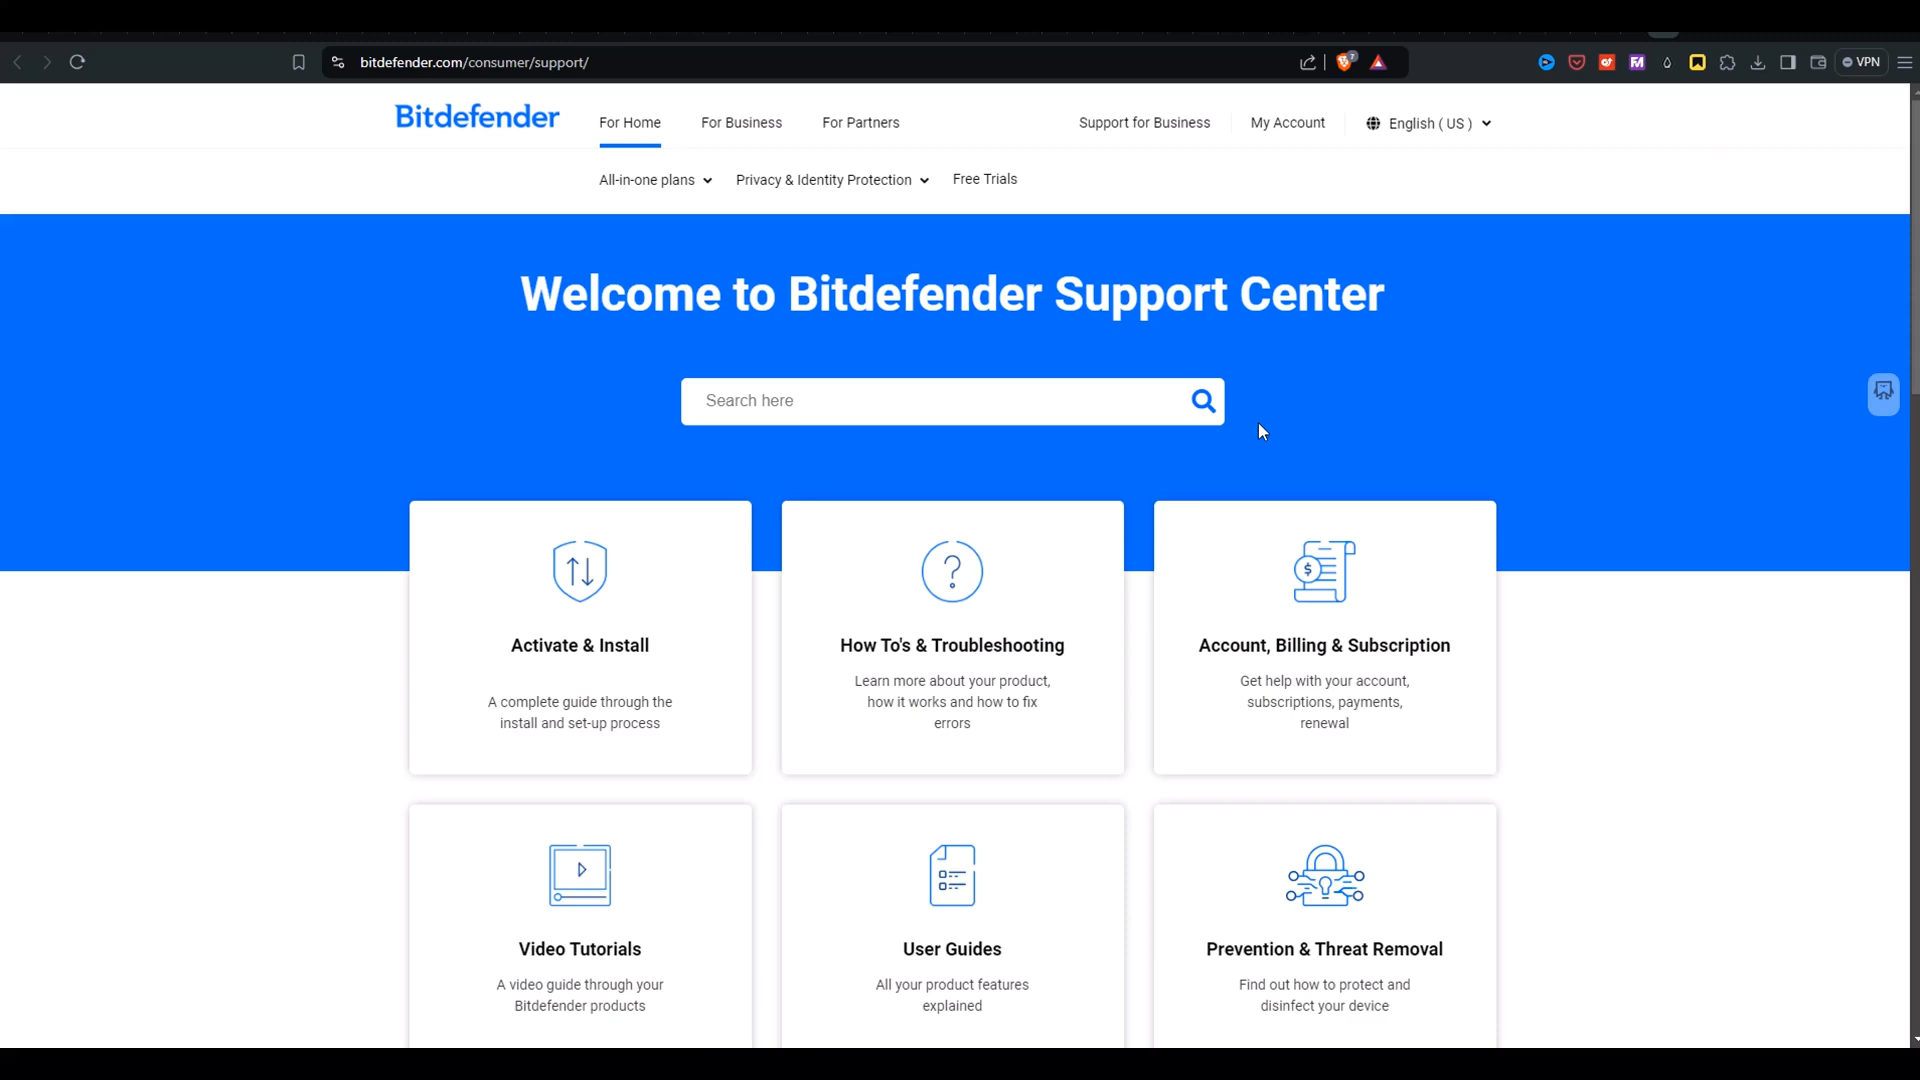 bitdefender.com/consumer/support/
7
VPN
Bitdefender
For Home
For Business
For Partners
Support for Business
My Account
English ( US )
All-in-one plans
Privacy & Identity Protection
Free Trials
Welcome to Bitdefender Support Center
Search here
Activate & Install
A complete guide through the
install and set-up process
How To's & Troubleshooting
Learn more about your product,
how it works and how to fix
errors
Account, Billing & Subscription
Get help with your account,
subscriptions, payments,
renewal
Video Tutorials
A video guide through your
Bitdefender products
User Guides
All your product features
explained
Prevention & Threat Removal
Find out how to protect and
disinfect your device